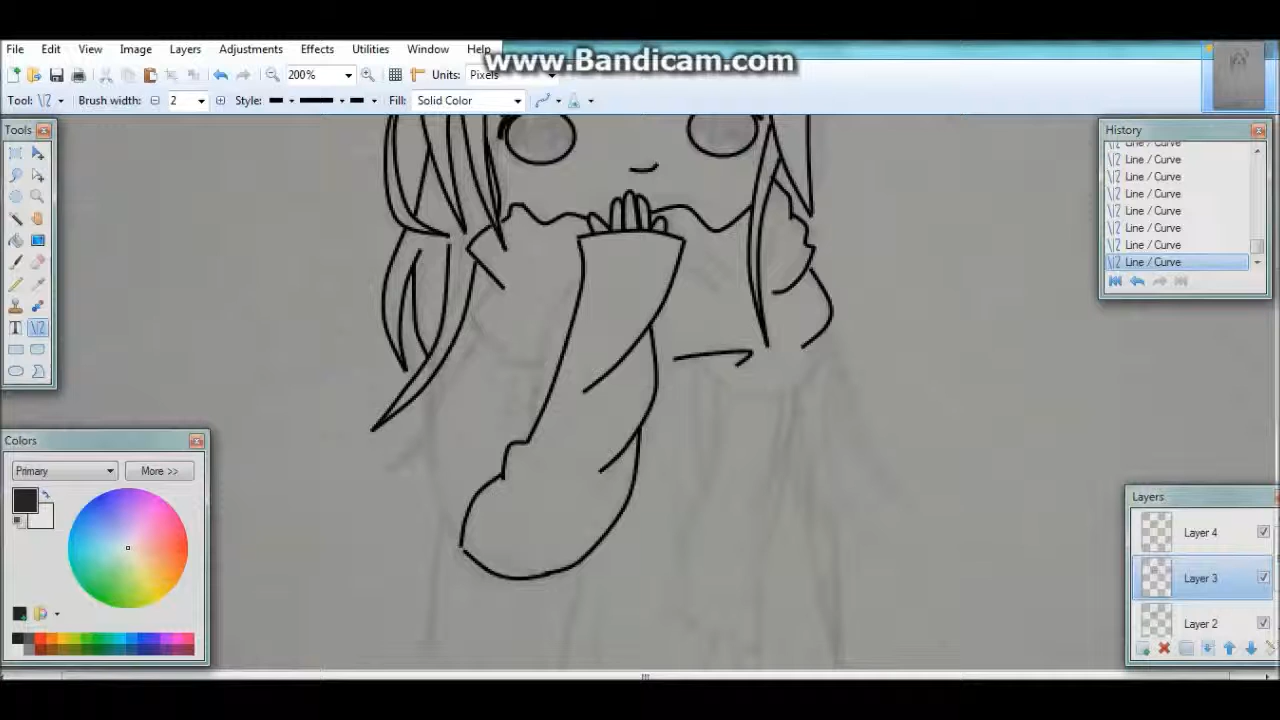 File Edit View Image Layers Adjustments Effects Utilities Window Help
www.Bandicam.com
200% Units: Pixels
Tool: Brush width: 2 Style: Fill: Solid Color
Tools
History
Line / Curve
Line / Curve
Line / Curve
Line / Curve
Line / Curve
Line / Curve
Line / Curve
Line / Curve
Colors
Primary More >>
Layers
Layer 4
Layer 3
Layer 2